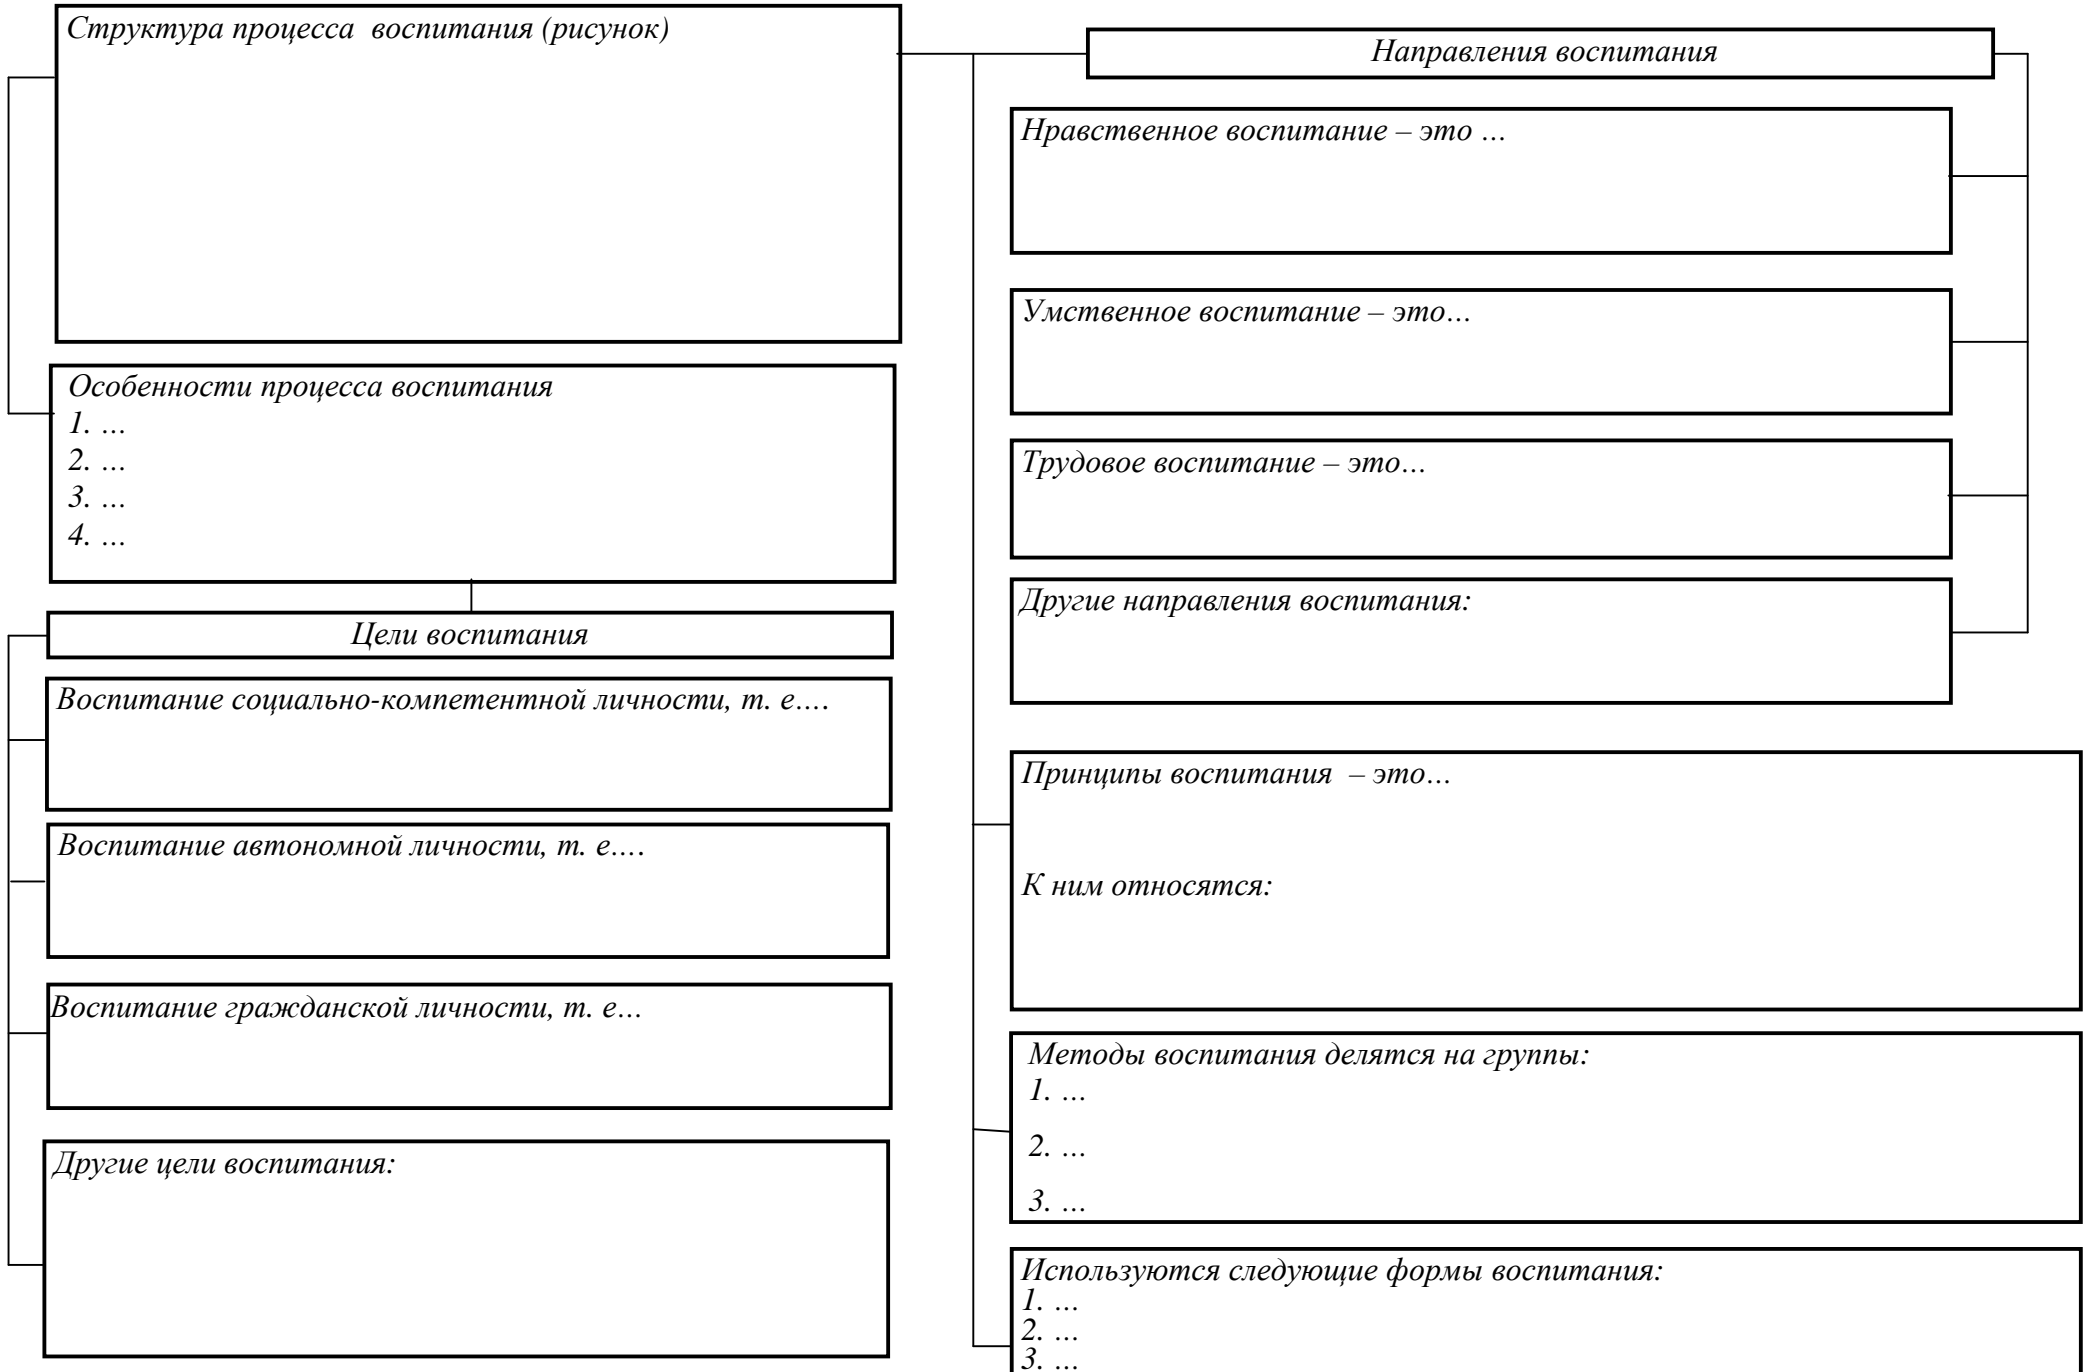 Структура процесса воспитания (рисунок)
Особенности процесса воспитания
1. ...
2. ...
3. ...
4. ...
Цели воспитания
Воспитание социально-компетентной личности, т. е….
Воспитание автономной личности, т. е….
Воспитание гражданской личности, т. е…
Другие цели воспитания:
Направления воспитания
Нравственное воспитание – это …
Умственное воспитание – это…
Трудовое воспитание – это…
Другие направления воспитания:
Принципы воспитания – это…
К ним относятся:
Методы воспитания делятся на группы:
1. ...
2. ...
3. ...
Используются следующие формы воспитания:
1. ...
2. ...
3. ...